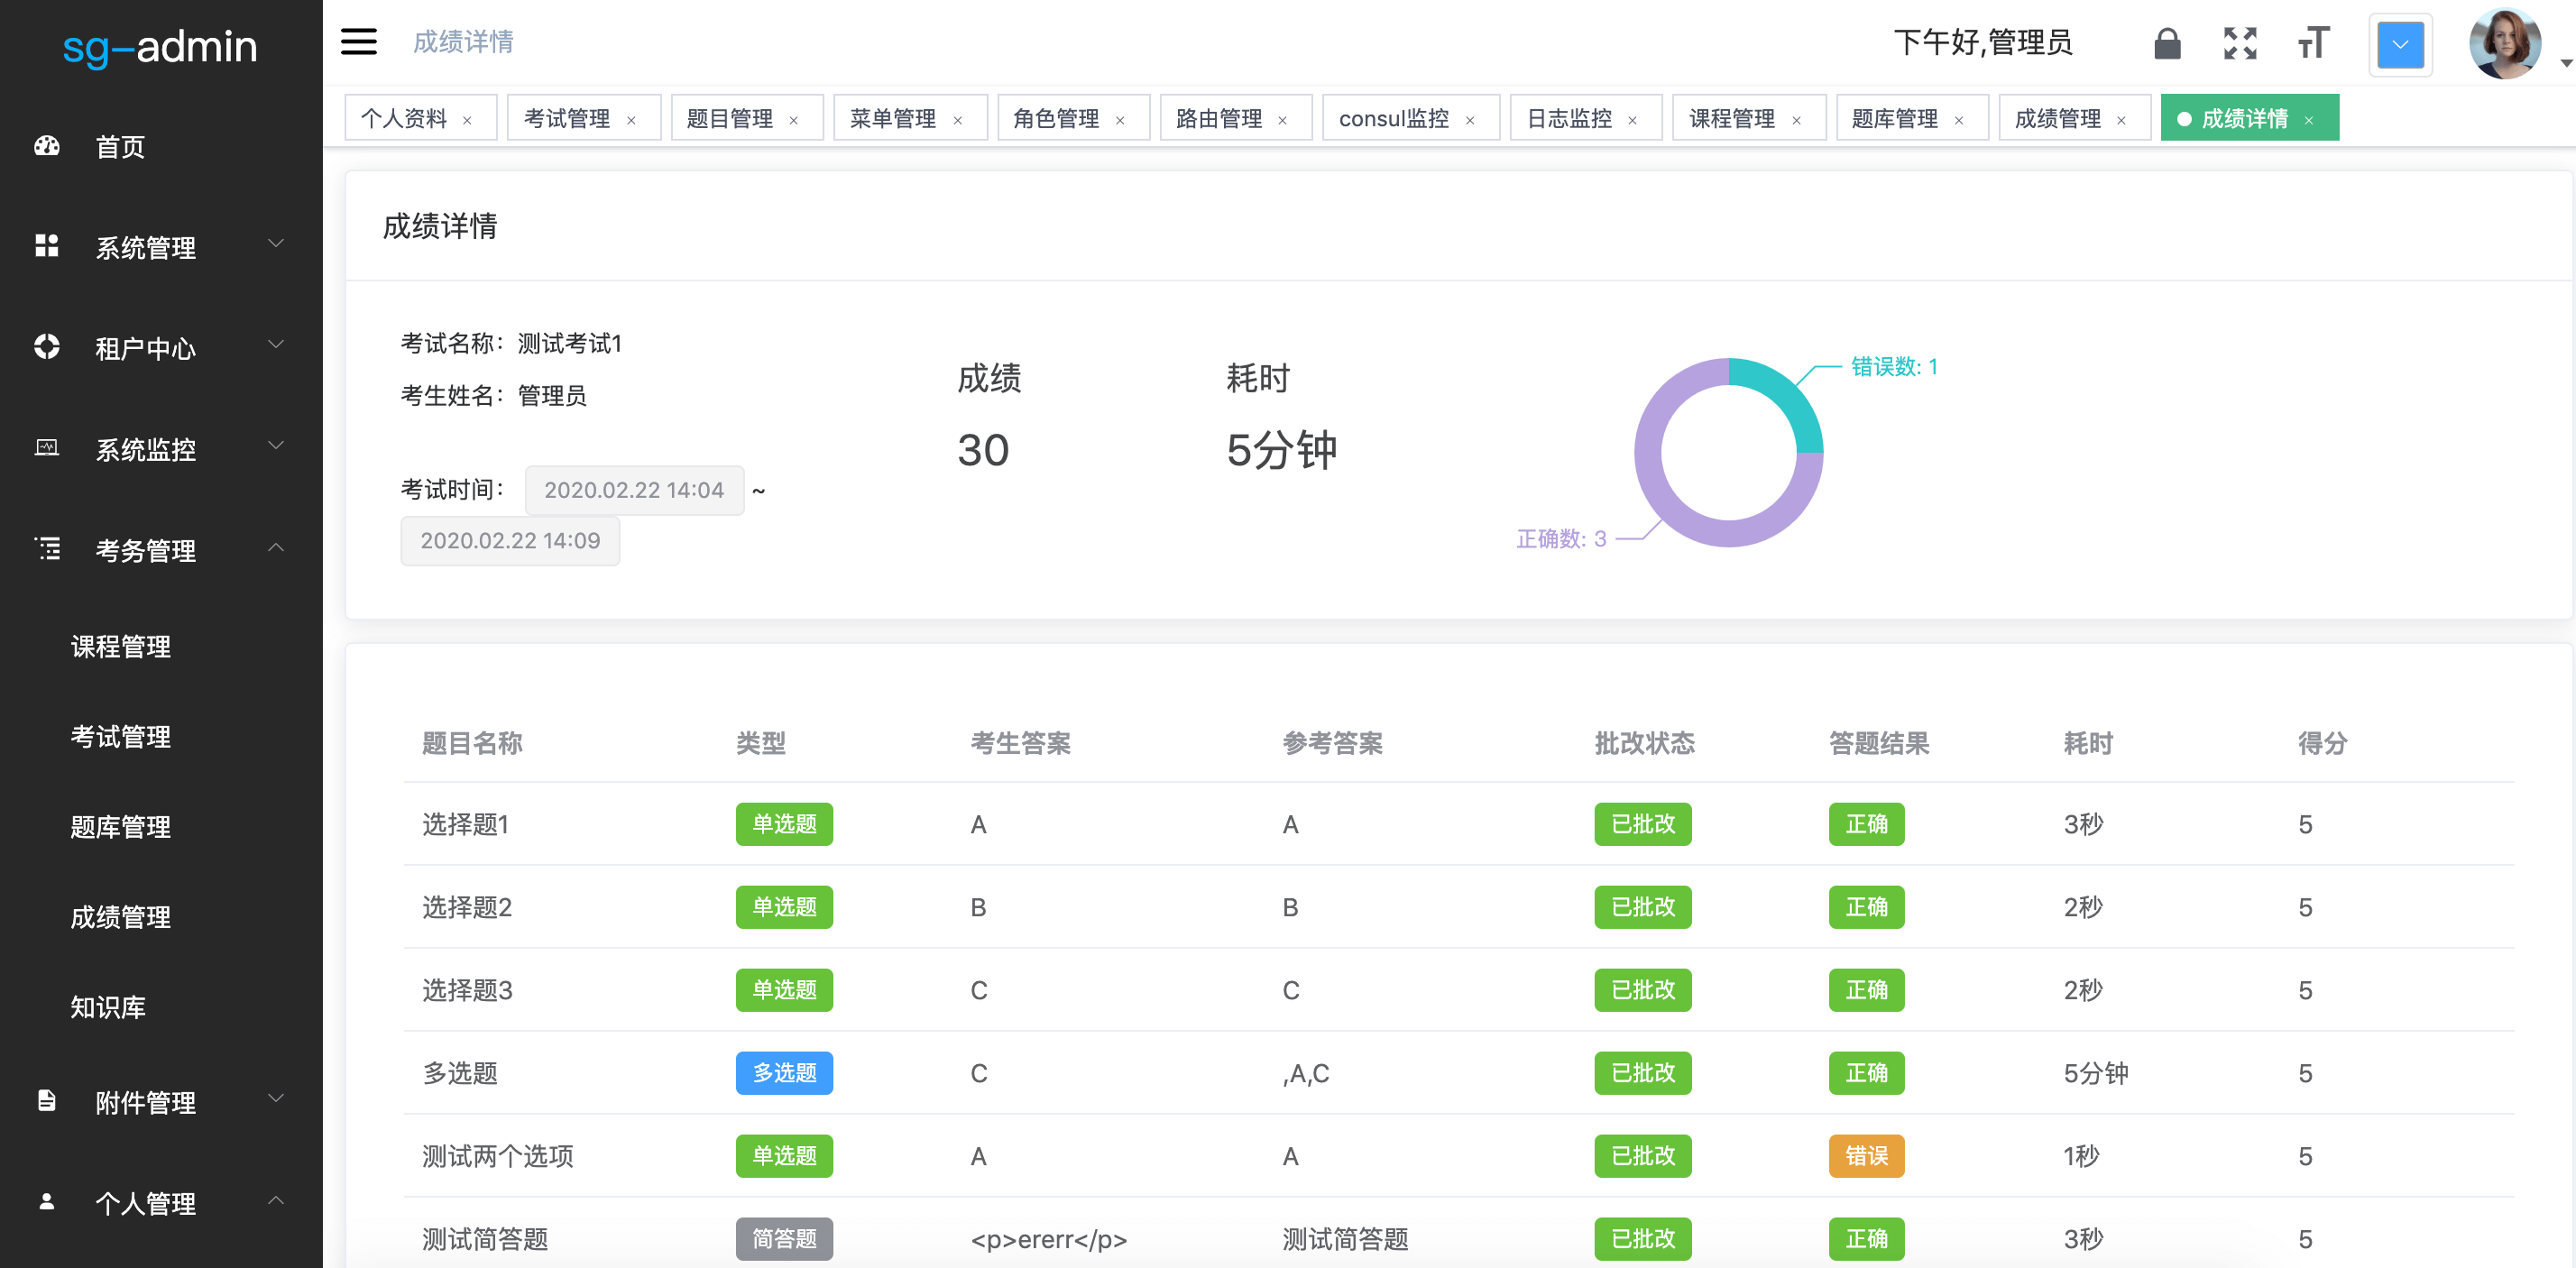 sg-admin
首页
系统管理
租户中心
系统监控
考务管理
课程管理
考试管理
题库管理
成绩管理
知识库
附件管理
个人管理
成绩详情
下午好,管理员
个人资料 × 考试管理 × 题目管理 × 菜单管理 × 角色管理 × 路由管理 × consul监控 × 日志监控 × 课程管理 × 题库管理 × 成绩管理 × 成绩详情 ×
成绩详情
考试名称：测试考试1
考生姓名：管理员
考试时间： 2020.02.22 14:04 ~
2020.02.22 14:09
成绩
30
耗时
5分钟
错误数: 1
正确数: 3
题目名称 类型 考生答案 参考答案 批改状态 答题结果 耗时 得分
选择题1 单选题 A A 已批改 正确 3秒 5
选择题2 单选题 B B 已批改 正确 2秒 5
选择题3 单选题 C C 已批改 正确 2秒 5
多选题 多选题 C ,A,C 已批改 正确 5分钟 5
测试两个选项 单选题 A A 已批改 错误 1秒 5
测试简答题 简答题 <p>ererr</p> 测试简答题 已批改 正确 3秒 5